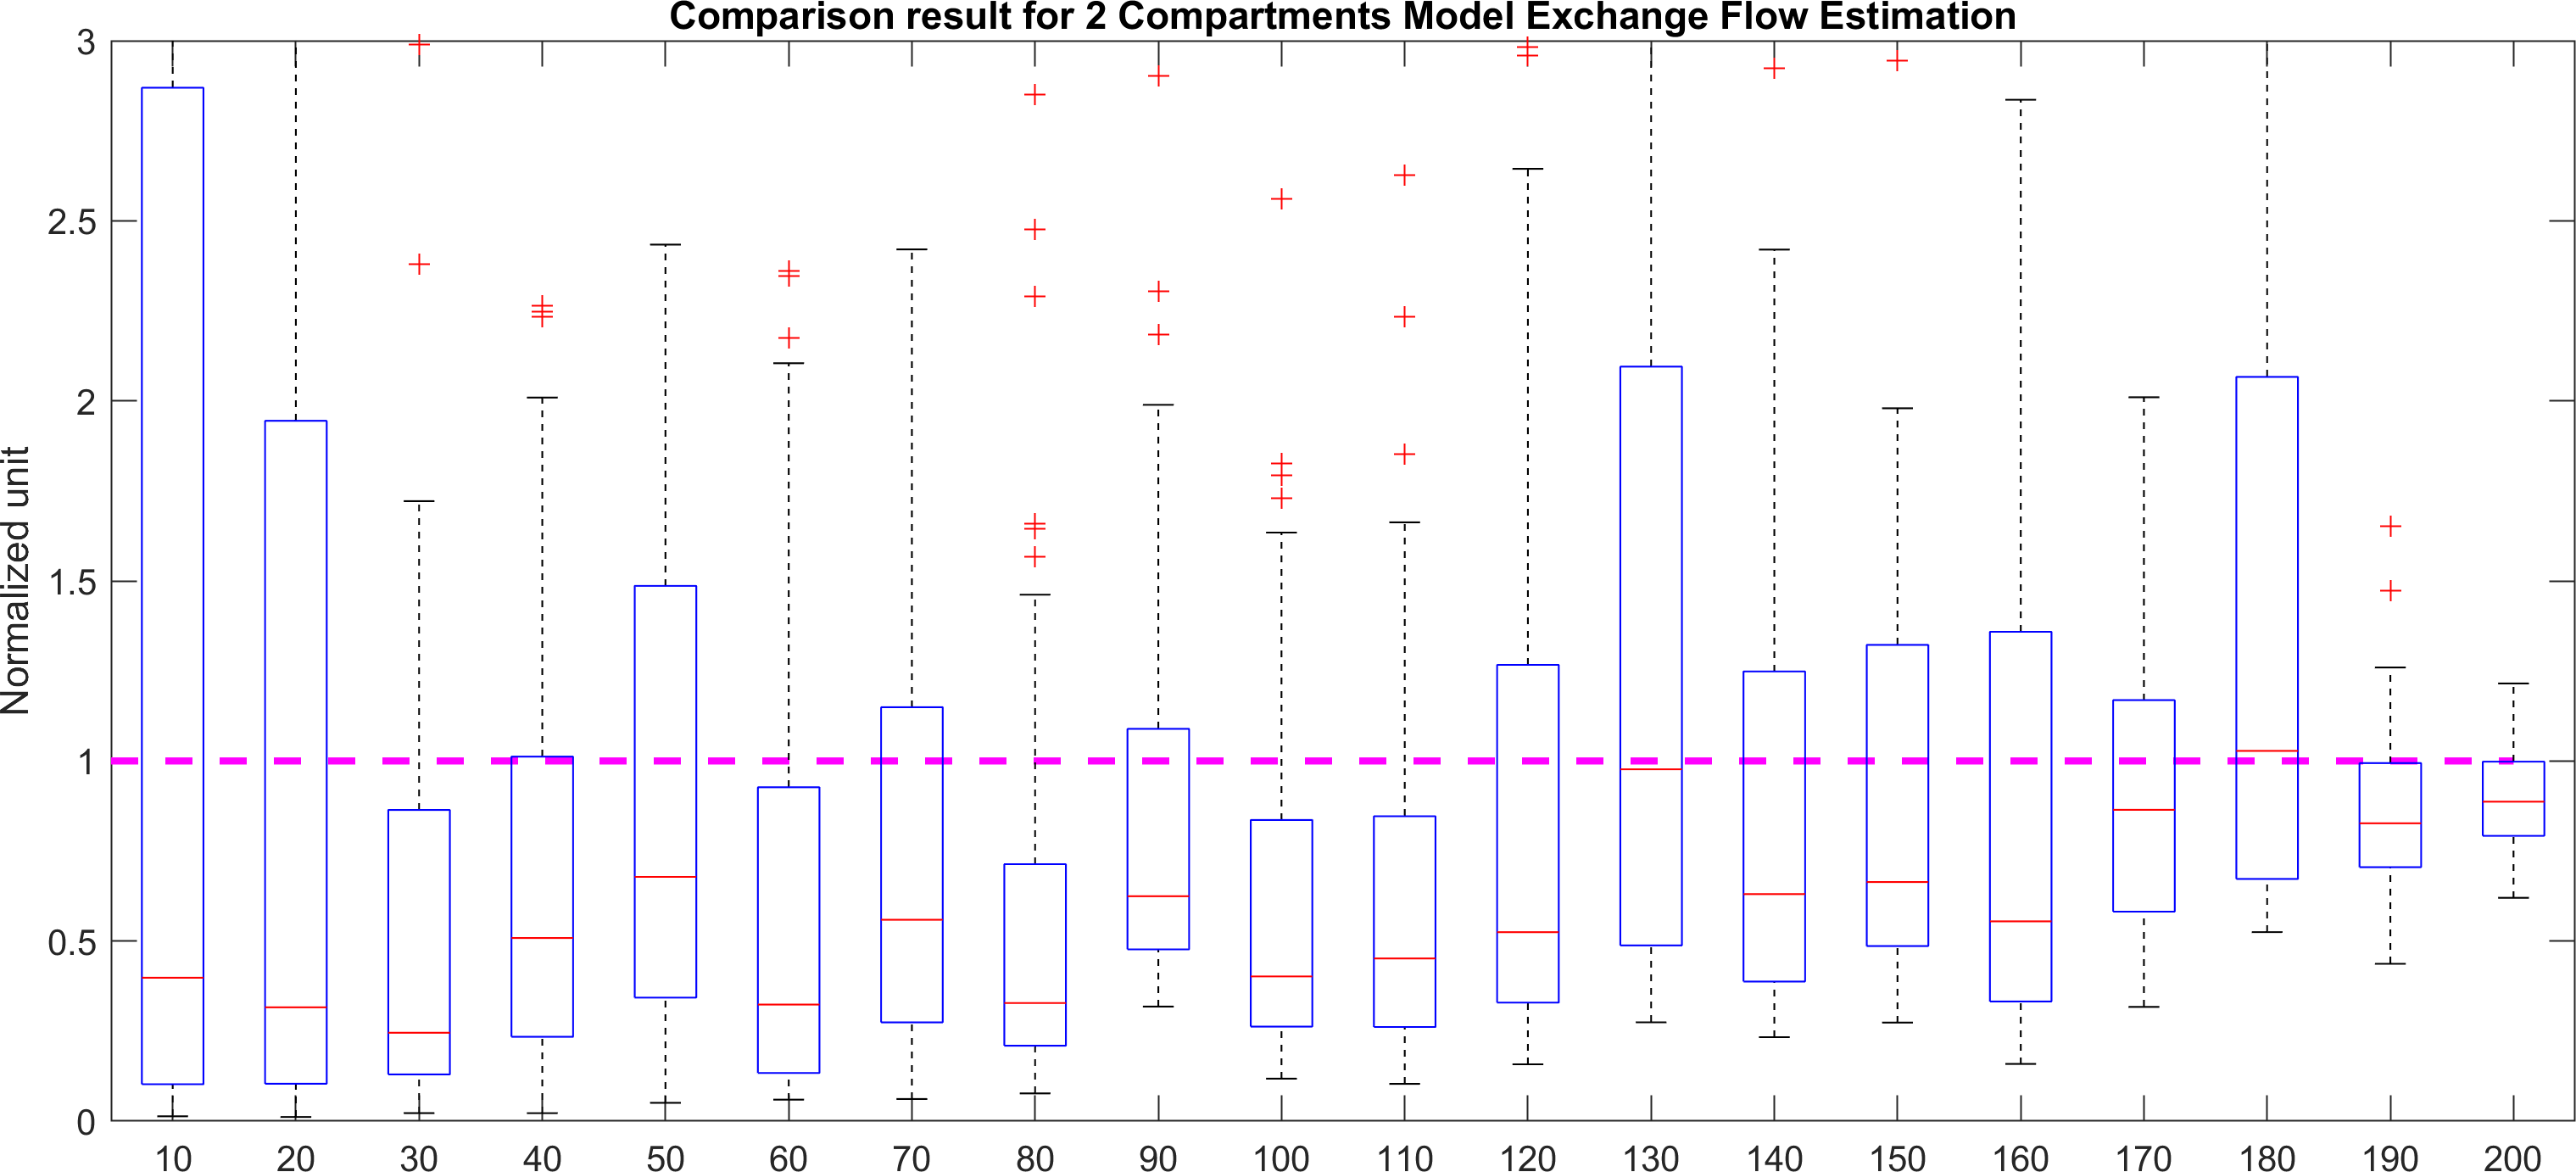 Comparison result for 2 Compartments Model Exchange Flow Estimation
Normalized unit
3
2.5
2
1.5
1
0.5
0
10 20 30 40 50 60 70 80 90 100 110 120 130 140 150 160 170 180 190 200